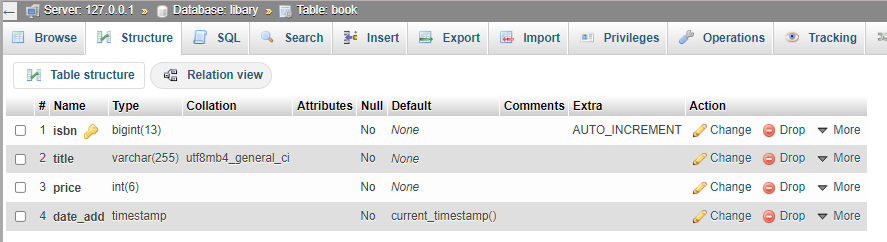 Server: 127.0.0.1 » Database: libary » Table: book
Browse Structure SQL Search Insert Export Import Privileges Operations Tracking
Table structure Relation view
# Name Type Collation Attributes Null Default Comments Extra Action
1 isbn bigint(13) No None AUTO_INCREMENT Change Drop More
2 title varchar(255) utf8mb4_general_ci No None Change Drop More
3 price int(6) No None Change Drop More
4 date_add timestamp No current_timestamp() Change Drop More